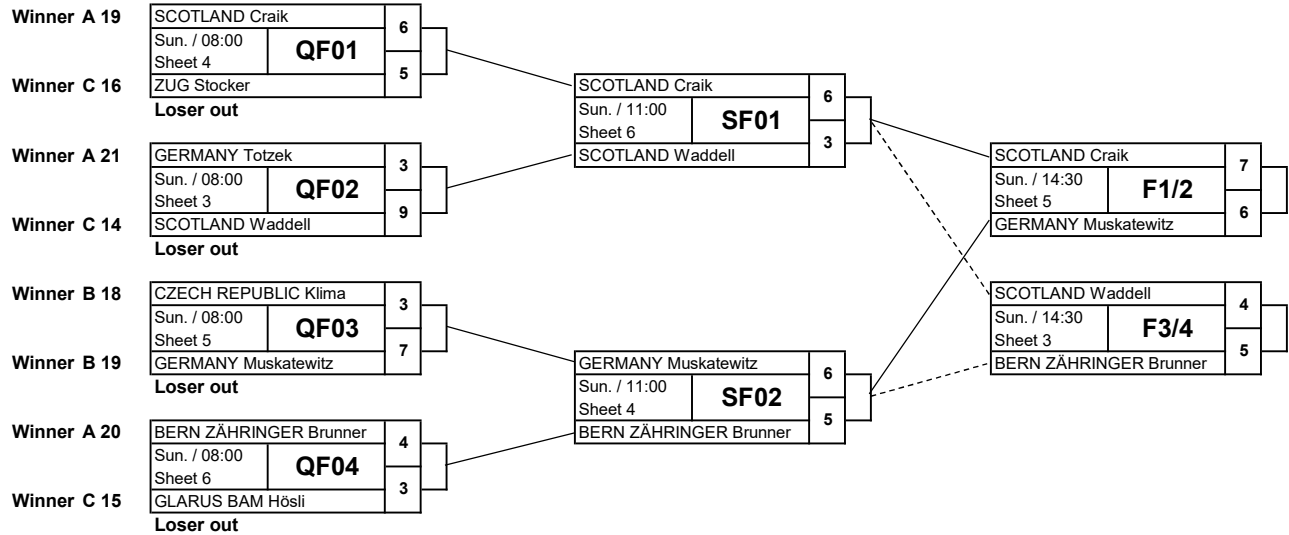 Winner A 19
SCOTLAND Craik
6
Sun. / 08:00
Sheet 4
QF01
5
Winner C 16
ZUG Stocker
Loser out
Winner A 21
GERMANY Totzek
3
Sun. / 08:00
Sheet 3
QF02
9
Winner C 14
SCOTLAND Waddell
Loser out
Winner B 18
CZECH REPUBLIC Klima
3
Sun. / 08:00
Sheet 5
QF03
7
Winner B 19
GERMANY Muskatewitz
Loser out
Winner A 20
BERN ZÄHRINGER Brunner
4
Sun. / 08:00
Sheet 6
QF04
3
Winner C 15
GLARUS BAM Hösli
Loser out
SCOTLAND Craik
6
Sun. / 11:00
Sheet 6
SF01
3
SCOTLAND Waddell
GERMANY Muskatewitz
6
Sun. / 11:00
Sheet 4
SF02
5
BERN ZÄHRINGER Brunner
SCOTLAND Craik
7
Sun. / 14:30
Sheet 5
F1/2
6
GERMANY Muskatewitz
SCOTLAND Waddell
4
Sun. / 14:30
Sheet 3
F3/4
5
BERN ZÄHRINGER Brunner